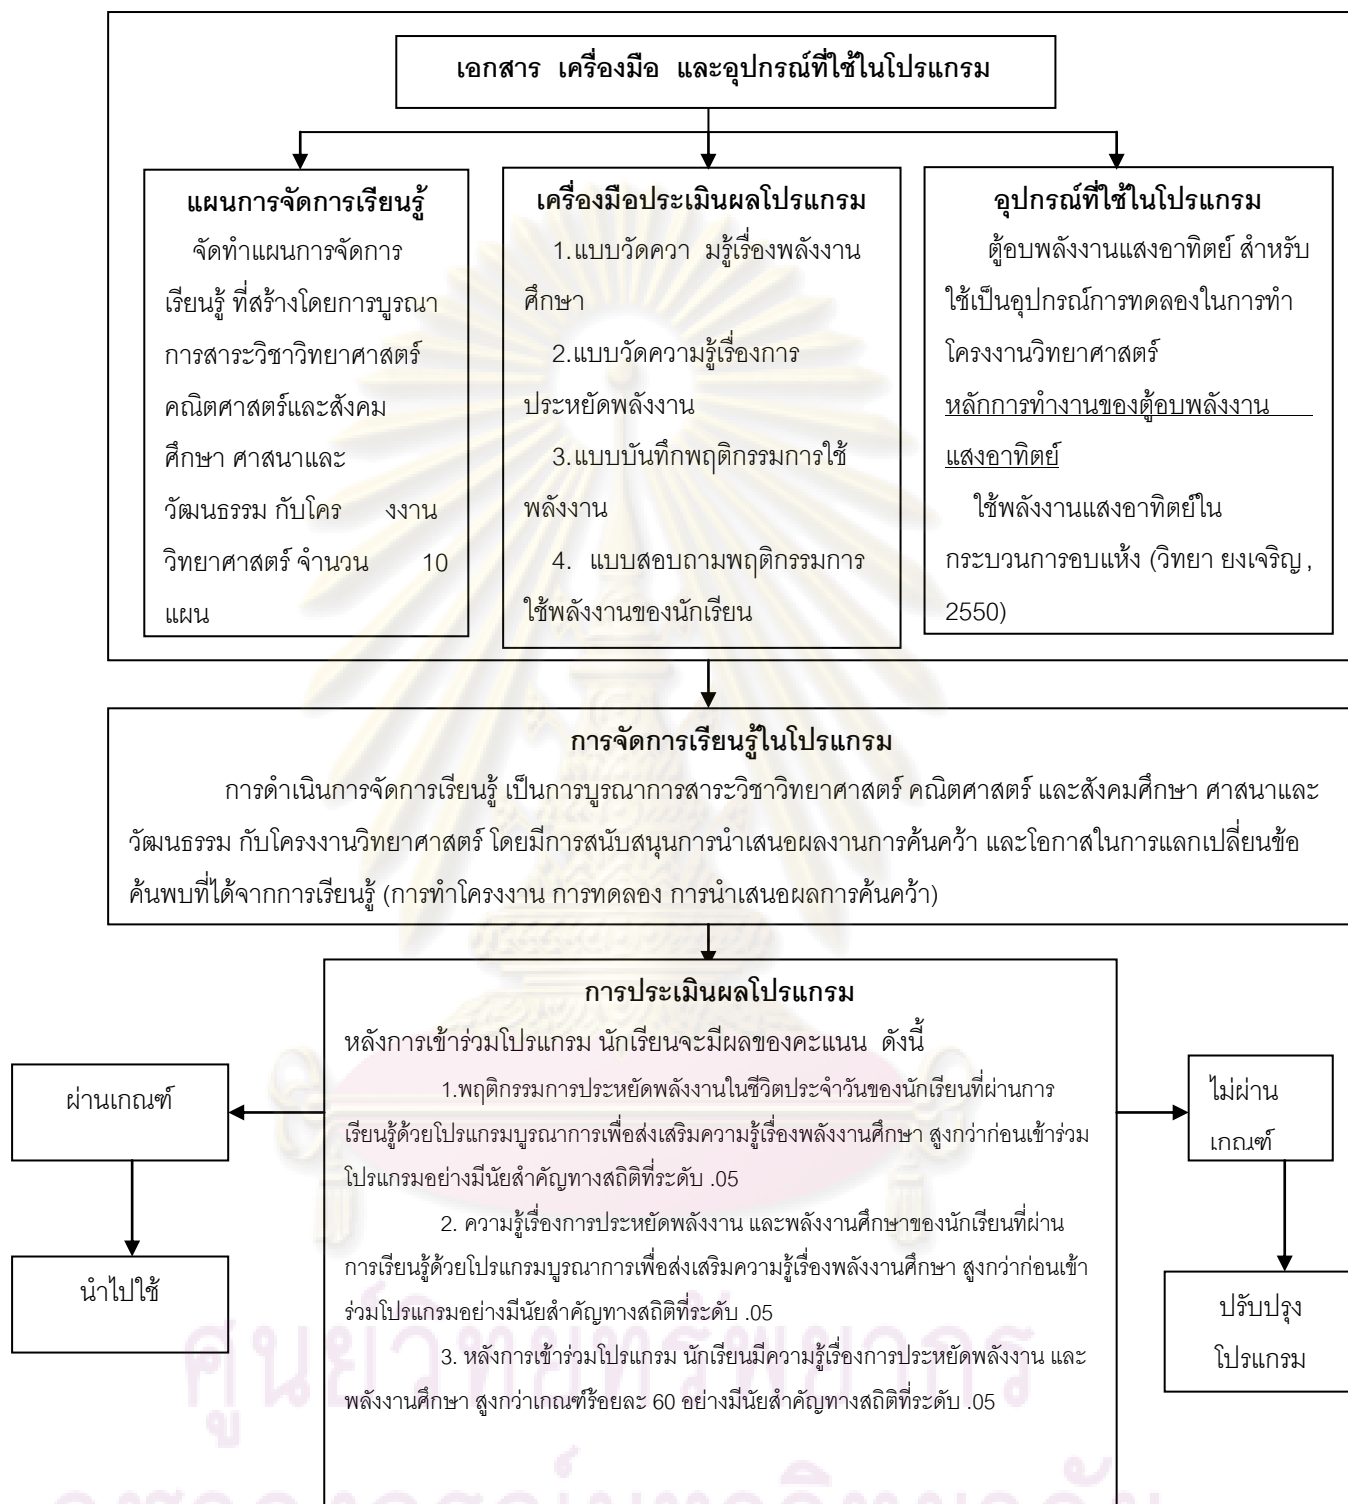 เอกสาร เครื่องมือ และอุปกรณ์ที่ใช้ในโปรแกรม
แผนการจัดการเรียนรู้
จัดทำแผนการจัดการ
เรียนรู้ ที่สร้างโดยการบูรณา
การสาระวิชาวิทยาศาสตร์
คณิตศาสตร์และสังคม
ศึกษา ศาสนาและ
วัฒนธรรม กับโคร งงาน
วิทยาศาสตร์ จำนวน 10
แผน
เครื่องมือประเมินผลโปรแกรม
1.แบบวัดควา มรู้เรื่องพลังงาน
ศึกษา
2.แบบวัดความรู้เรื่องการ
ประหยัดพลังงาน
3.แบบบันทึกพฤติกรรมการใช้
พลังงาน
4. แบบสอบถามพฤติกรรมการ
ใช้พลังงานของนักเรียน
อุปกรณ์ที่ใช้ในโปรแกรม
ตู้อบพลังงานแสงอาทิตย์ สำหรับ
ใช้เป็นอุปกรณ์การทดลองในการทำ
โครงงานวิทยาศาสตร์
หลักการทำงานของตู้อบพลังงาน
แสงอาทิตย์
ใช้พลังงานแสงอาทิตย์ใน
กระบวนการอบแห้ง (วิทยา ยงเจริญ,
2550)
การจัดการเรียนรู้ในโปรแกรม
การดำเนินการจัดการเรียนรู้ เป็นการบูรณาการสาระวิชาวิทยาศาสตร์ คณิตศาสตร์ และสังคมศึกษา ศาสนาและ
วัฒนธรรม กับโครงงานวิทยาศาสตร์ โดยมีการสนับสนุนการนำเสนอผลงานการค้นคว้า และโอกาสในการแลกเปลี่ยนข้อ
ค้นพบที่ได้จากการเรียนรู้ (การทำโครงงาน การทดลอง การนำเสนอผลการค้นคว้า)
การประเมินผลโปรแกรม
หลังการเข้าร่วมโปรแกรม นักเรียนจะมีผลของคะแนน ดังนี้
1.พฤติกรรมการประหยัดพลังงานในชีวิตประจำวันของนักเรียนที่ผ่านการ
เรียนรู้ด้วยโปรแกรมบูรณาการเพื่อส่งเสริมความรู้เรื่องพลังงานศึกษา สูงกว่าก่อนเข้าร่วม
โปรแกรมอย่างมีนัยสำคัญทางสถิติที่ระดับ .05
2. ความรู้เรื่องการประหยัดพลังงาน และพลังงานศึกษาของนักเรียนที่ผ่าน
การเรียนรู้ด้วยโปรแกรมบูรณาการเพื่อส่งเสริมความรู้เรื่องพลังงานศึกษา สูงกว่าก่อนเข้า
ร่วมโปรแกรมอย่างมีนัยสำคัญทางสถิติที่ระดับ .05
3. หลังการเข้าร่วมโปรแกรม นักเรียนมีความรู้เรื่องการประหยัดพลังงาน และ
พลังงานศึกษา สูงกว่าเกณฑ์ร้อยละ 60 อย่างมีนัยสำคัญทางสถิติที่ระดับ .05
ผ่านเกณฑ์
นำไปใช้
ไม่ผ่าน
เกณฑ์
ปรับปรุง
โปรแกรม
ศูนย์วิทยทรัพยากร
จุฬาลงกรณ์มหาวิทยาลัย